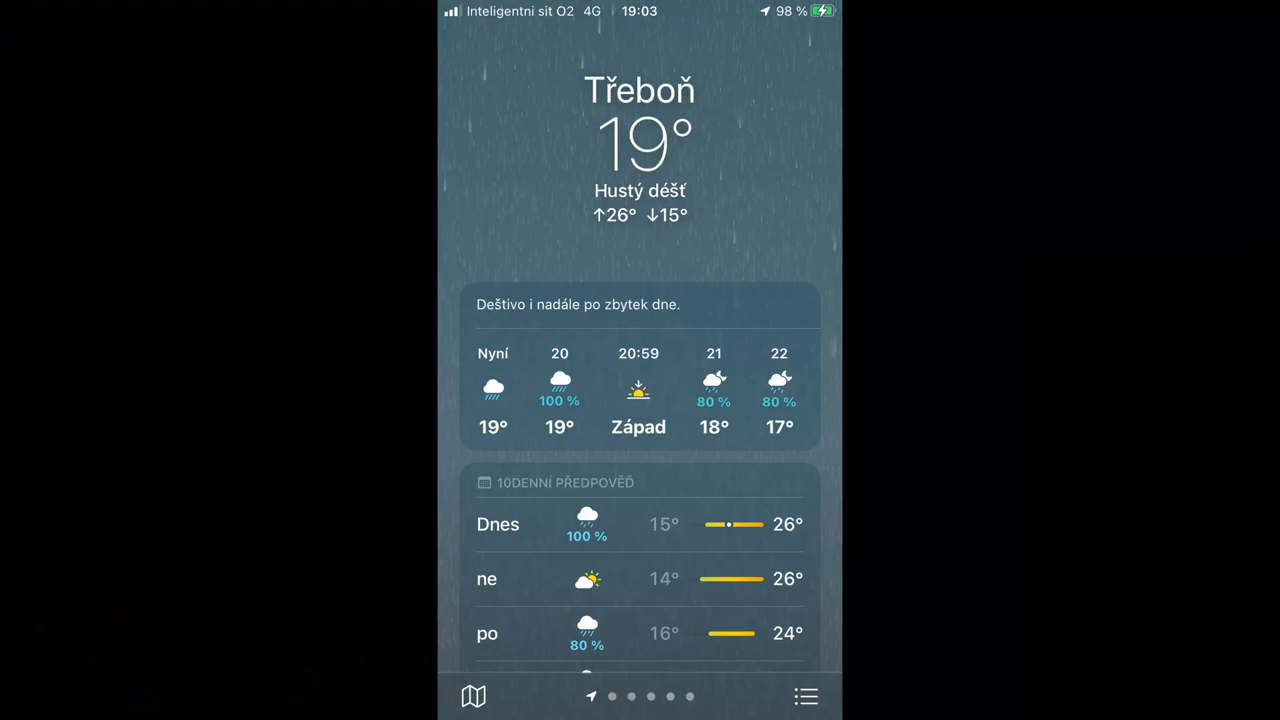 Inteligentni sit O2 4G 19:03 98 %
Třeboň
19°
Hustý déšť
↑26° ↓15°
Deštivo i nadále po zbytek dne.
Nyní 20 20:59 21 22
100 % 80 % 80 %
19° 19° Západ 18° 17°
10DENNÍ PŘEDPOVĚĎ
Dnes 15° 26°
100 %
ne 14° 26°
po 16° 24°
80 %